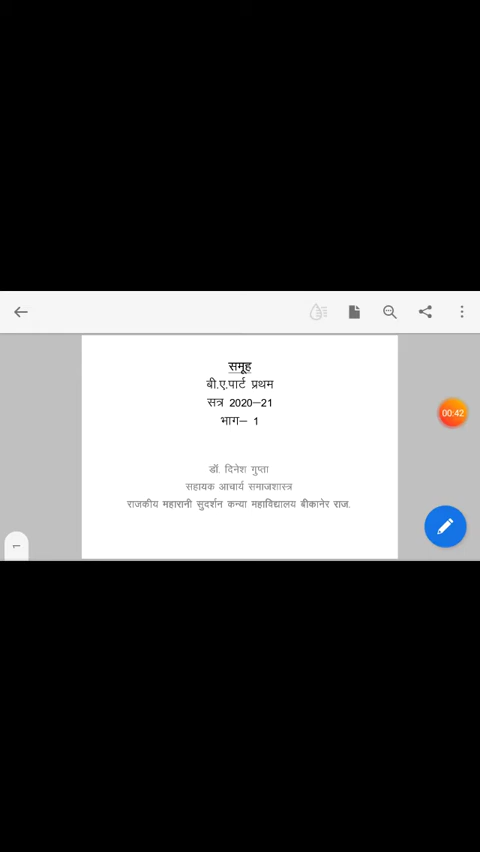 समूह
बी.ए.पार्ट प्रथम
सत्र 2020–21
भाग– 1
डॉ. दिनेश गुप्ता
सहायक आचार्य समाजशास्त्र
राजकीय महारानी सुदर्शन कन्या महाविद्यालय बीकानेर राज.
00:42
1